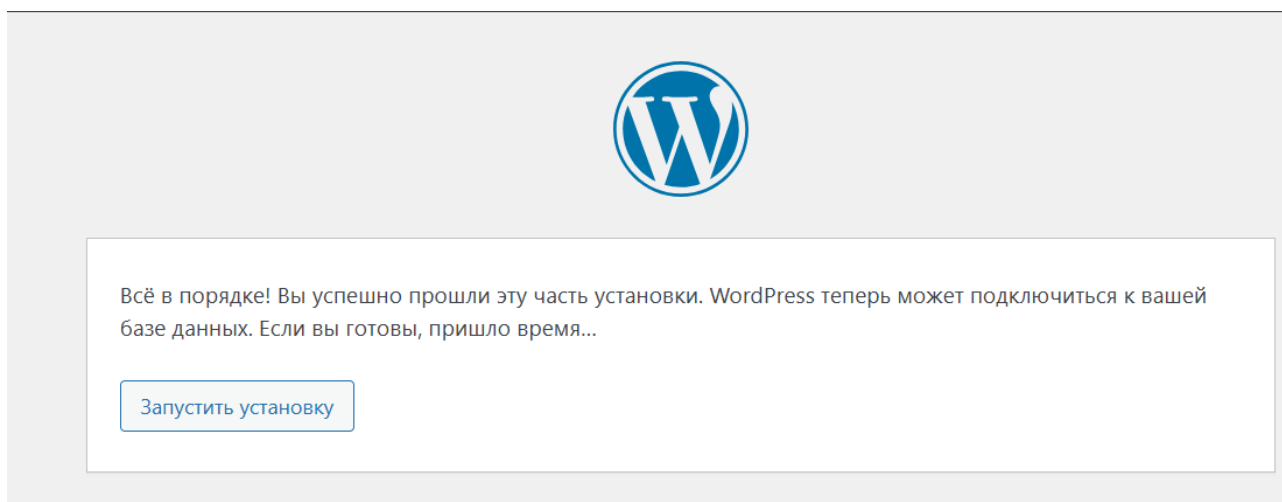 Всё в порядке! Вы успешно прошли эту часть установки. WordPress теперь может подключиться к вашей
базе данных. Если вы готовы, пришло время…
Запустить установку